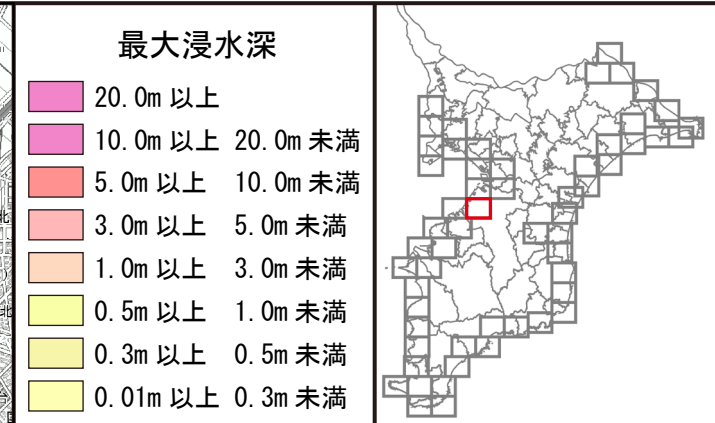 最大浸水深
20.0m 以上
10.0m 以上 20.0m 未満
5.0m 以上 10.0m 未満
3.0m 以上 5.0m 未満
1.0m 以上 3.0m 未満
0.5m 以上 1.0m 未満
0.3m 以上 0.5m 未満
0.01m 以上 0.3m 未満